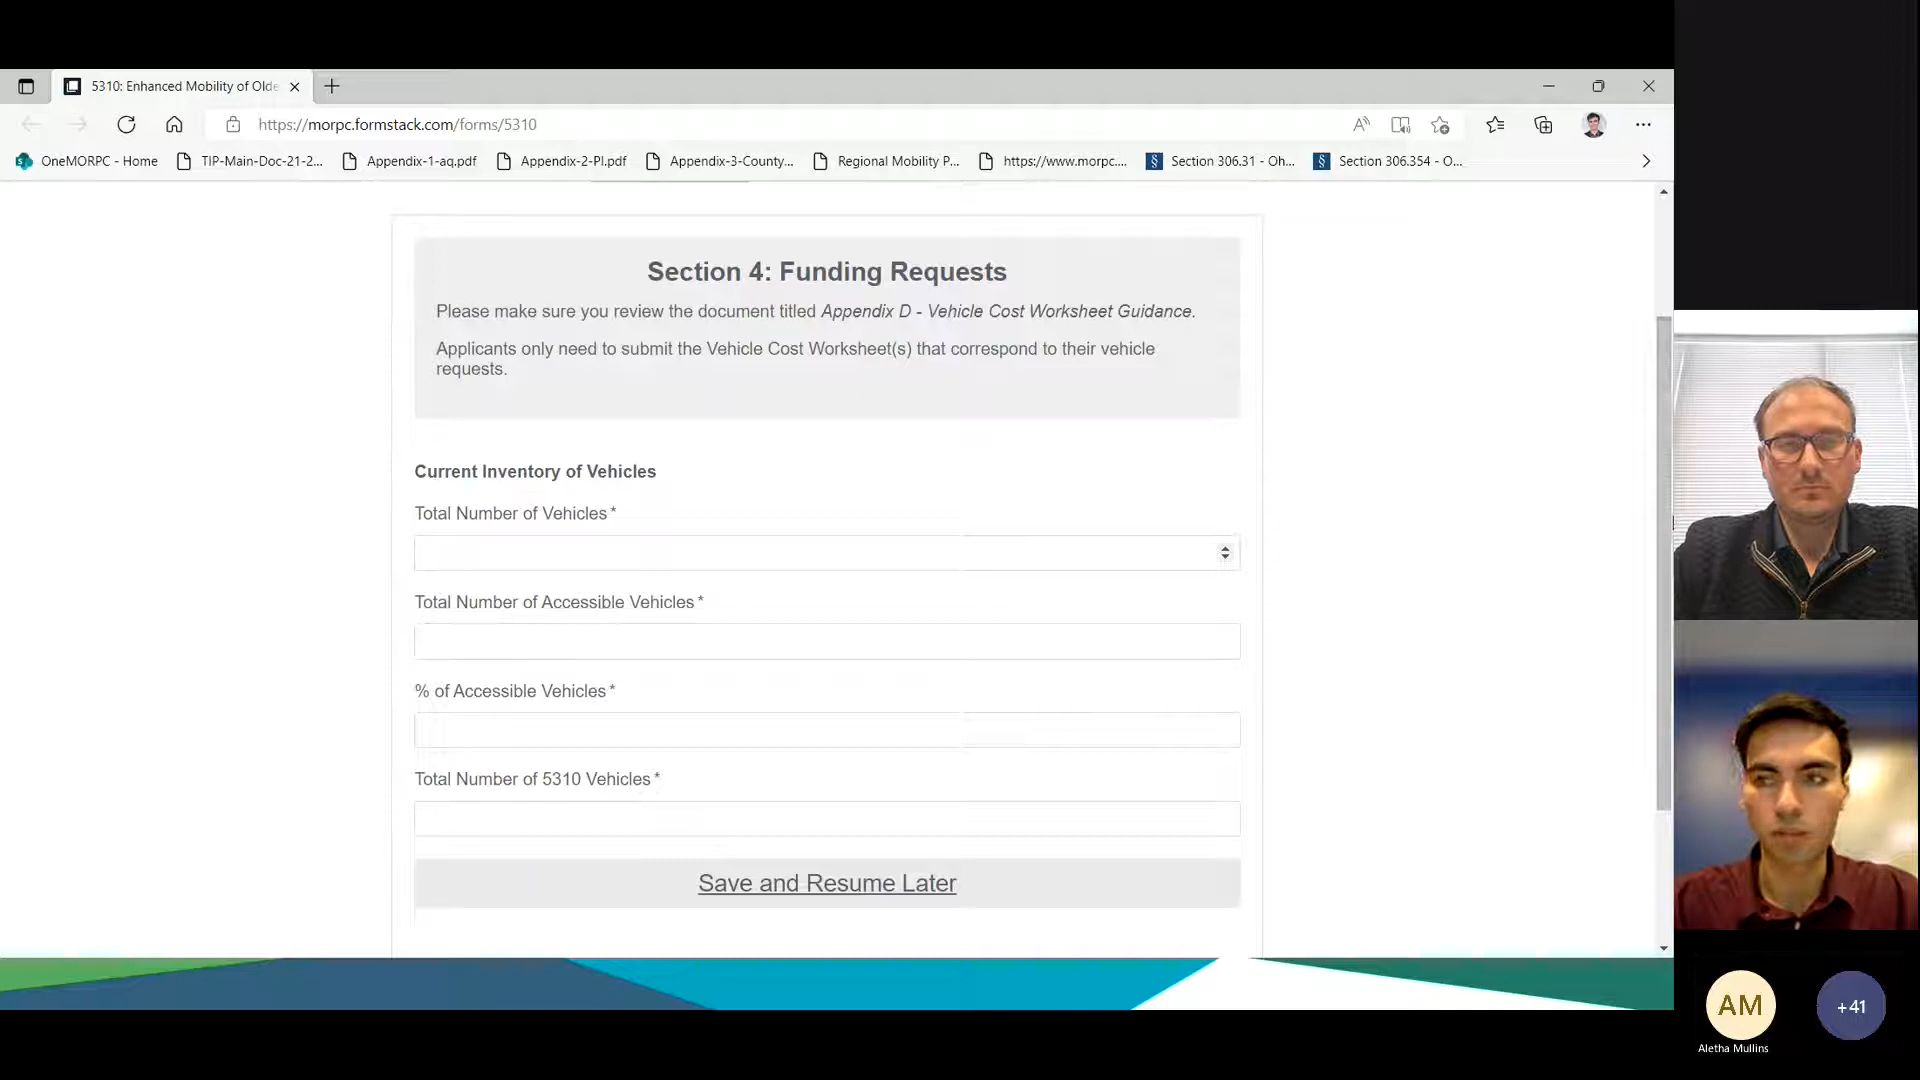 5310: Enhanced Mobility of Olde
https://morpc.formstack.com/forms/5310
OneMORPC - Home
TIP-Main-Doc-21-2...
Appendix-1-aq.pdf
Appendix-2-PI.pdf
Appendix-3-County...
Regional Mobility P...
https://www.morpc....
§ Section 306.31 - Oh...
§ Section 306.354 - O...
Section 4: Funding Requests
Please make sure you review the document titled Appendix D - Vehicle Cost Worksheet Guidance.
Applicants only need to submit the Vehicle Cost Worksheet(s) that correspond to their vehicle
requests.
Current Inventory of Vehicles
Total Number of Vehicles*
Total Number of Accessible Vehicles*
% of Accessible Vehicles*
Total Number of 5310 Vehicles*
Save and Resume Later
AM
+41
Aletha Mullins